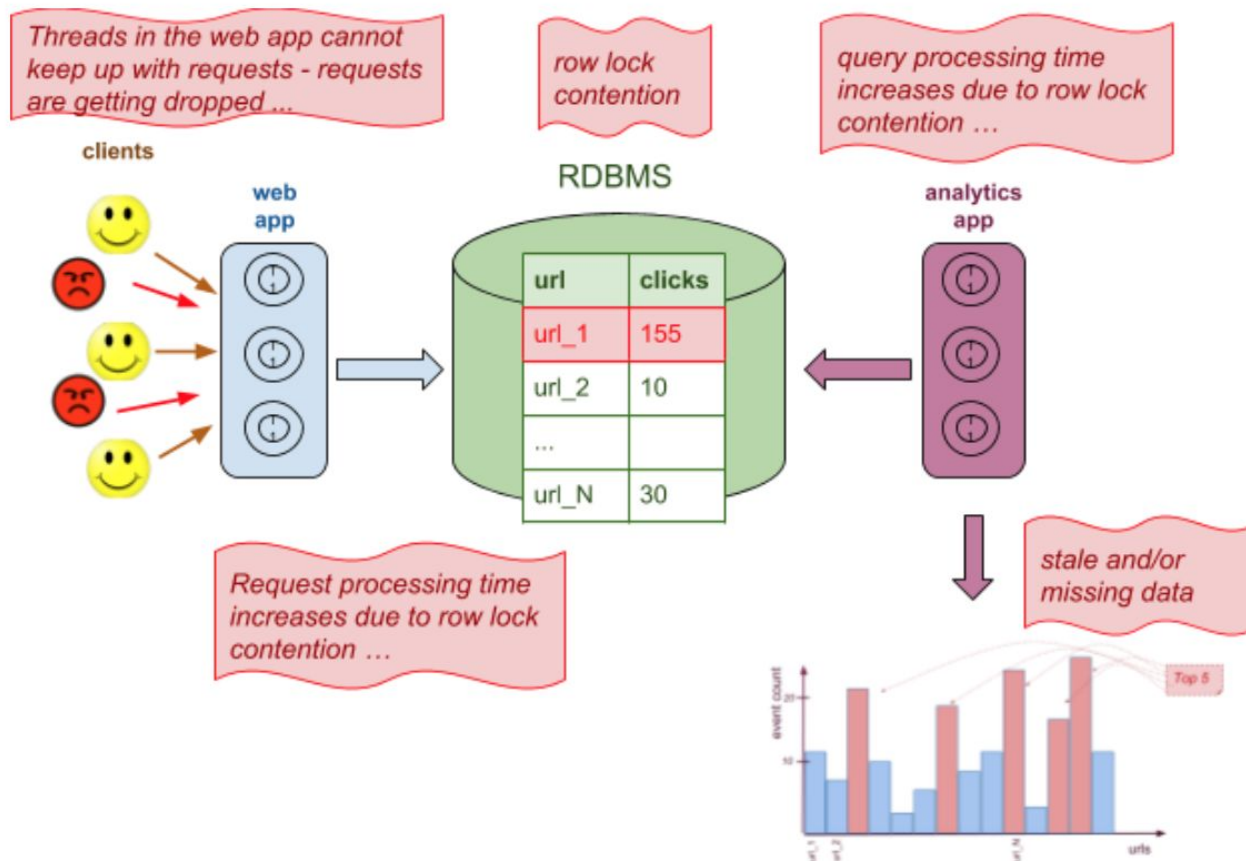 Threads in the web app cannot
keep up with requests - requests
are getting dropped ...
row lock
contention
query processing time
increases due to row lock
contention ...
clients
web
app
RDBMS
analytics
app
url clicks
url_1 155
url_2 10
...
url_N 30
Request processing time
increases due to row lock
contention ...
stale and/or
missing data
Top 5
event count
20
10
url_1
url_2
url_N
urls